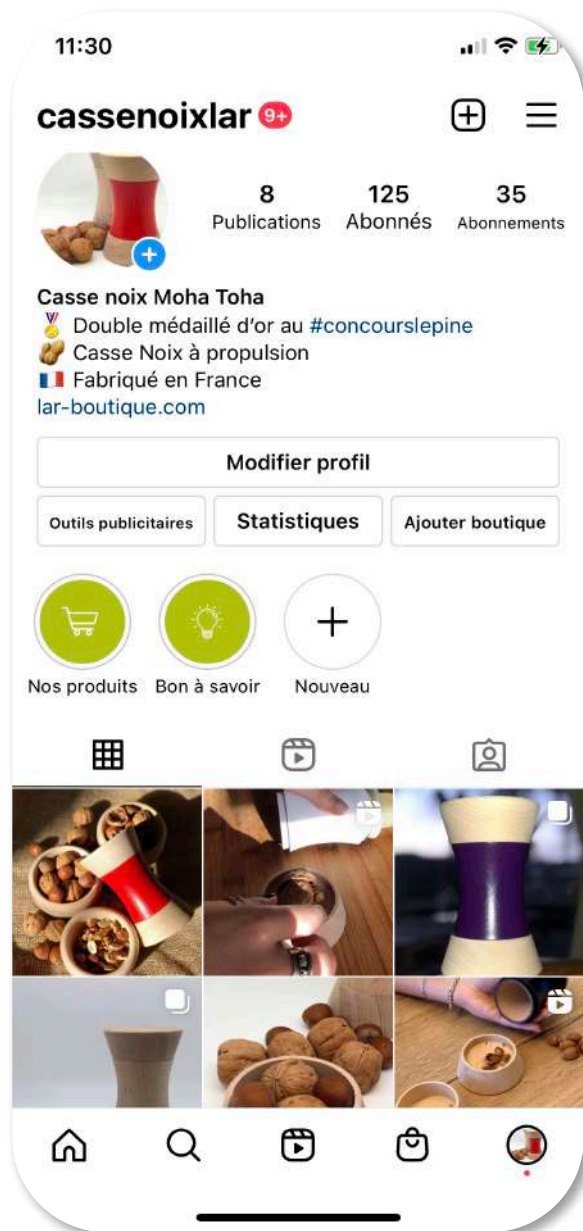 11:30
cassenoixlar 9+
8 125 35
Publications Abonnés Abonnements
Casse noix Moha Toha
🏅 Double médaillé d'or au #concourslepine
🥜 Casse Noix à propulsion
🇫🇷 Fabriqué en France
lar-boutique.com
Modifier profil
Outils publicitaires Statistiques Ajouter boutique
Nos produits Bon à savoir Nouveau